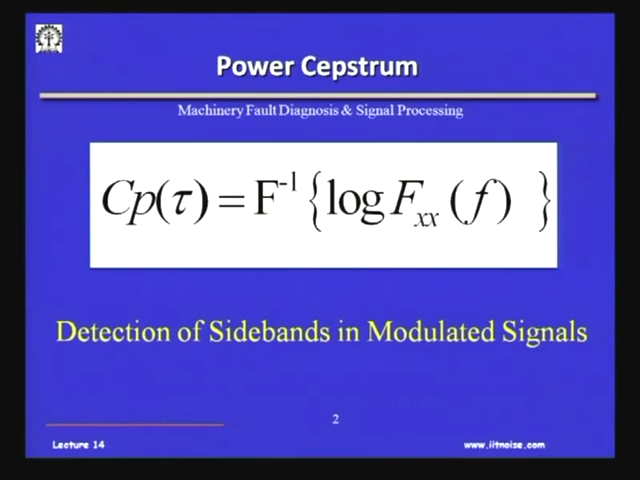 Power Cepstrum
Machinery Fault Diagnosis & Signal Processing
Cp(τ) = F⁻¹ {log Fₓₓ (f) }
Detection of Sidebands in Modulated Signals
2
Lecture 14
www.iitnoise.com